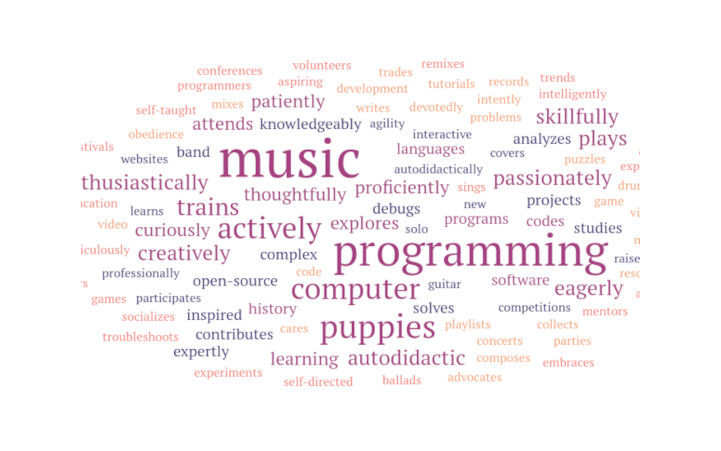 volunteers
remixes
conferences
trades
trends
programmers
aspiring
development
tutorials
records
intelligently
self-taught
mixes
patiently
writes
devotedly
intently
skillfully
attends
knowledgeably
agility
problems
obedience
interactive
analyzes
plays
stivals
websites
band
music
languages
covers
puzzles
thusiastically
autodidactically
passionately
exp
thoughtfully
proficiently
sings
drun
ucation
learns
trains
debugs
new
projects
game
video
curiously
actively
explores
solo
programs
codes
studies
vi
iculously
creatively
complex
programming
raise
professionally
open-source
code
computer
guitar
software
eagerly
resc
games
participates
history
solves
competitions
mentors
socializes
inspired
cares
puppies
playlists
collects
troubleshoots
contributes
concerts
parties
expertly
learning
autodidactic
composes
embraces
experiments
self-directed
ballads
advocates